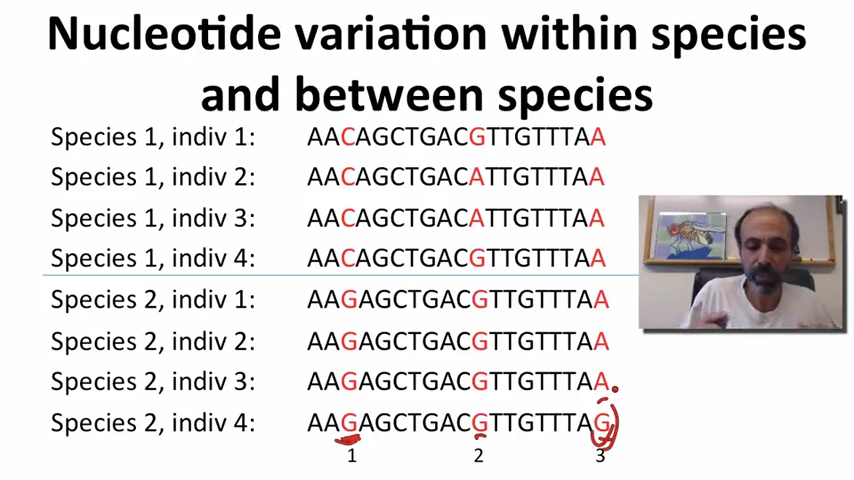 Nucleotide variation within species
and between species
Species 1, indiv 1: AACAGCTGACGTTGTTTAA
Species 1, indiv 2: AACAGCTGACATTGTTTAA
Species 1, indiv 3: AACAGCTGACATTGTTTAA
Species 1, indiv 4: AACAGCTGACGTTGTTTAA
Species 2, indiv 1: AAGAGCTGACGTTGTTTAA
Species 2, indiv 2: AAGAGCTGACGTTGTTTAA
Species 2, indiv 3: AAGAGCTGACGTTGTTTAA
Species 2, indiv 4: AAGAGCTGACGTTGTTTAG
1 2 3